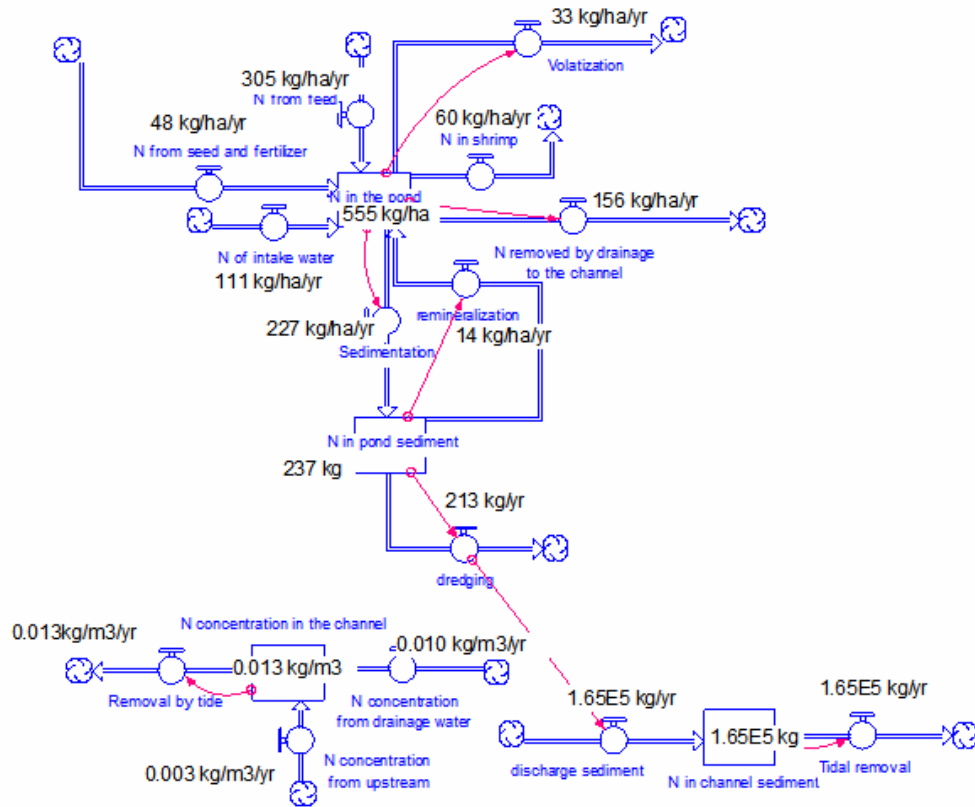 33 kg/ha/yr
Volatization
305 kg/ha/yr
N from feed
60 kg/ha/yr
N in shrimp
48 kg/ha/yr
N from seed and fertilizer
N in the pond
555 kg/ha
156 kg/ha/yr
N removed by drainage
to the channel
N of intake water
111 kg/ha/yr
remineralization
14 kg/ha/yr
227 kg/ha/yr
Sedimentation
N in pond sediment
237 kg
213 kg/yr
dredging
N concentration in the channel
0.013kg/m3/yr
0.013 kg/m3
0.010 kg/m3/yr
Removal by tide
N concentration
from drainage water
N concentration
from upstream
0.003 kg/m3/yr
1.65E5 kg/yr
discharge sediment
1.65E5 kg
N in channel sediment
1.65E5 kg/yr
Tidal removal